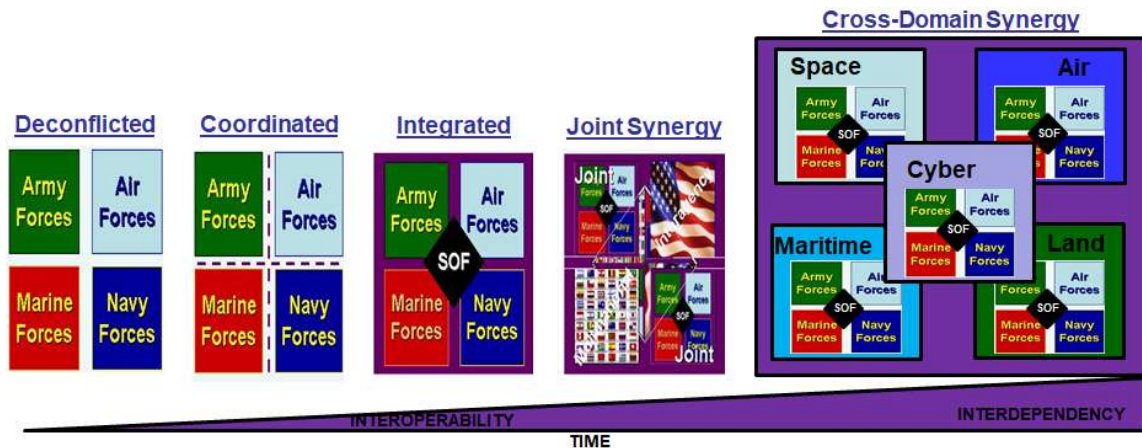 Cross-Domain Synergy
Deconflicted
Army
Forces
Air
Forces
Marine
Forces
Navy
Forces
Coordinated
Army
Forces
Air
Forces
Marine
Forces
Navy
Forces
Integrated
Army
Forces
Air
Forces
SOF
Marine
Forces
Navy
Forces
Joint Synergy
Joint
Forces
Air
Forces
SOF
Marine
Forces
Navy
Forces
Interagency
Army
Forces
Air
Forces
SOF
Marine
Forces
Navy
Forces
Joint
Space
Army
Forces
Air
Forces
SOF
Marine
Forces
Navy
Air
Army
Forces
Air
Forces
SOF
Navy
Forces
Cyber
Army
Forces
Air
Forces
SOF
Marine
Forces
Navy
Forces
Maritime
Army
Forces
Air
SOF
Marine
Forces
Navy
Forces
Land
Forces
Air
Forces
SOF
Marine
Forces
Navy
Forces
INTEROPERABILITY
INTERDEPENDENCY
TIME